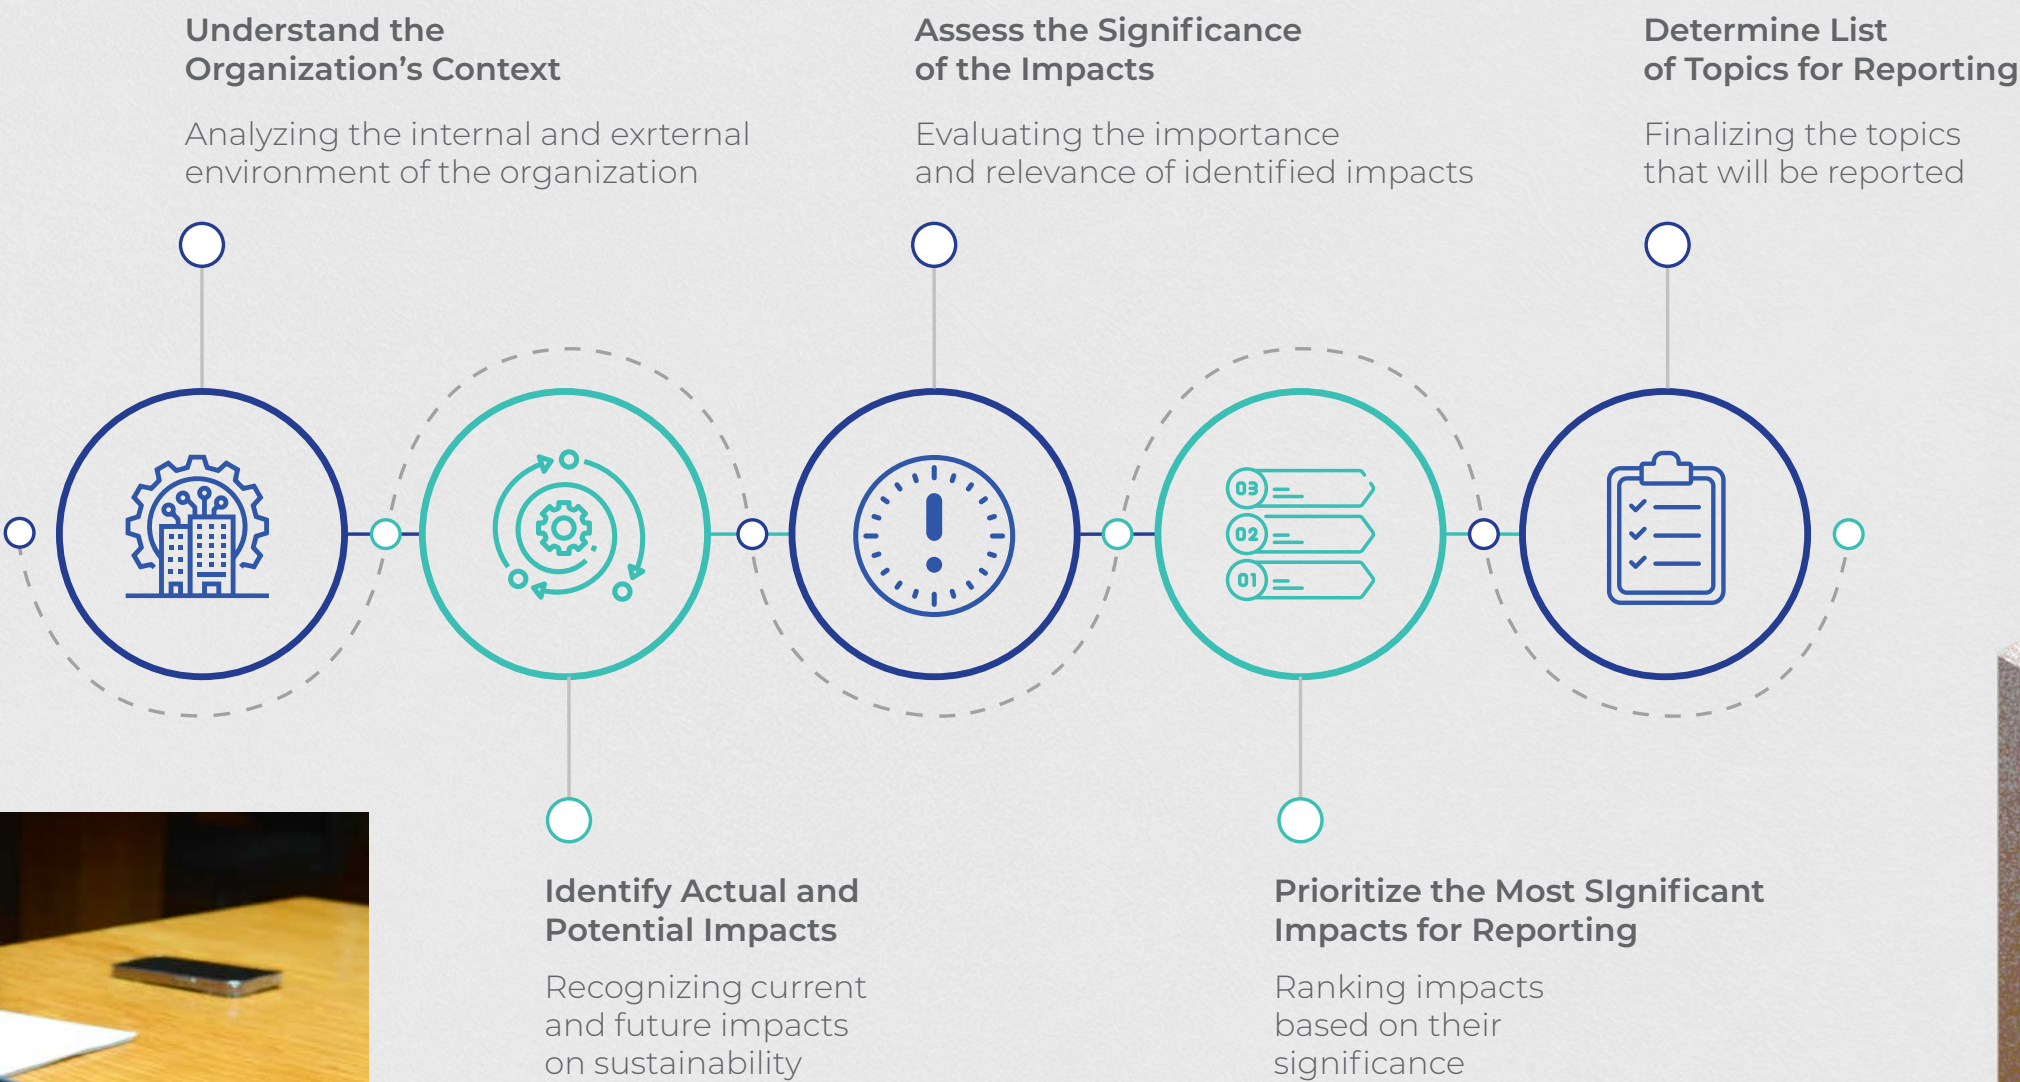 Understand the
Organization's Context
Analyzing the internal and exrternal
environment of the organization
Identify Actual and
Potential Impacts
Recognizing current
and future impacts
on sustainability
Assess the Significance
of the Impacts
Evaluating the importance
and relevance of identified impacts
03
02
01
Prioritize the Most SIgnificant
Impacts for Reporting
Ranking impacts
based on their
significance
Determine List
of Topics for Reporting
Finalizing the topics
that will be reported